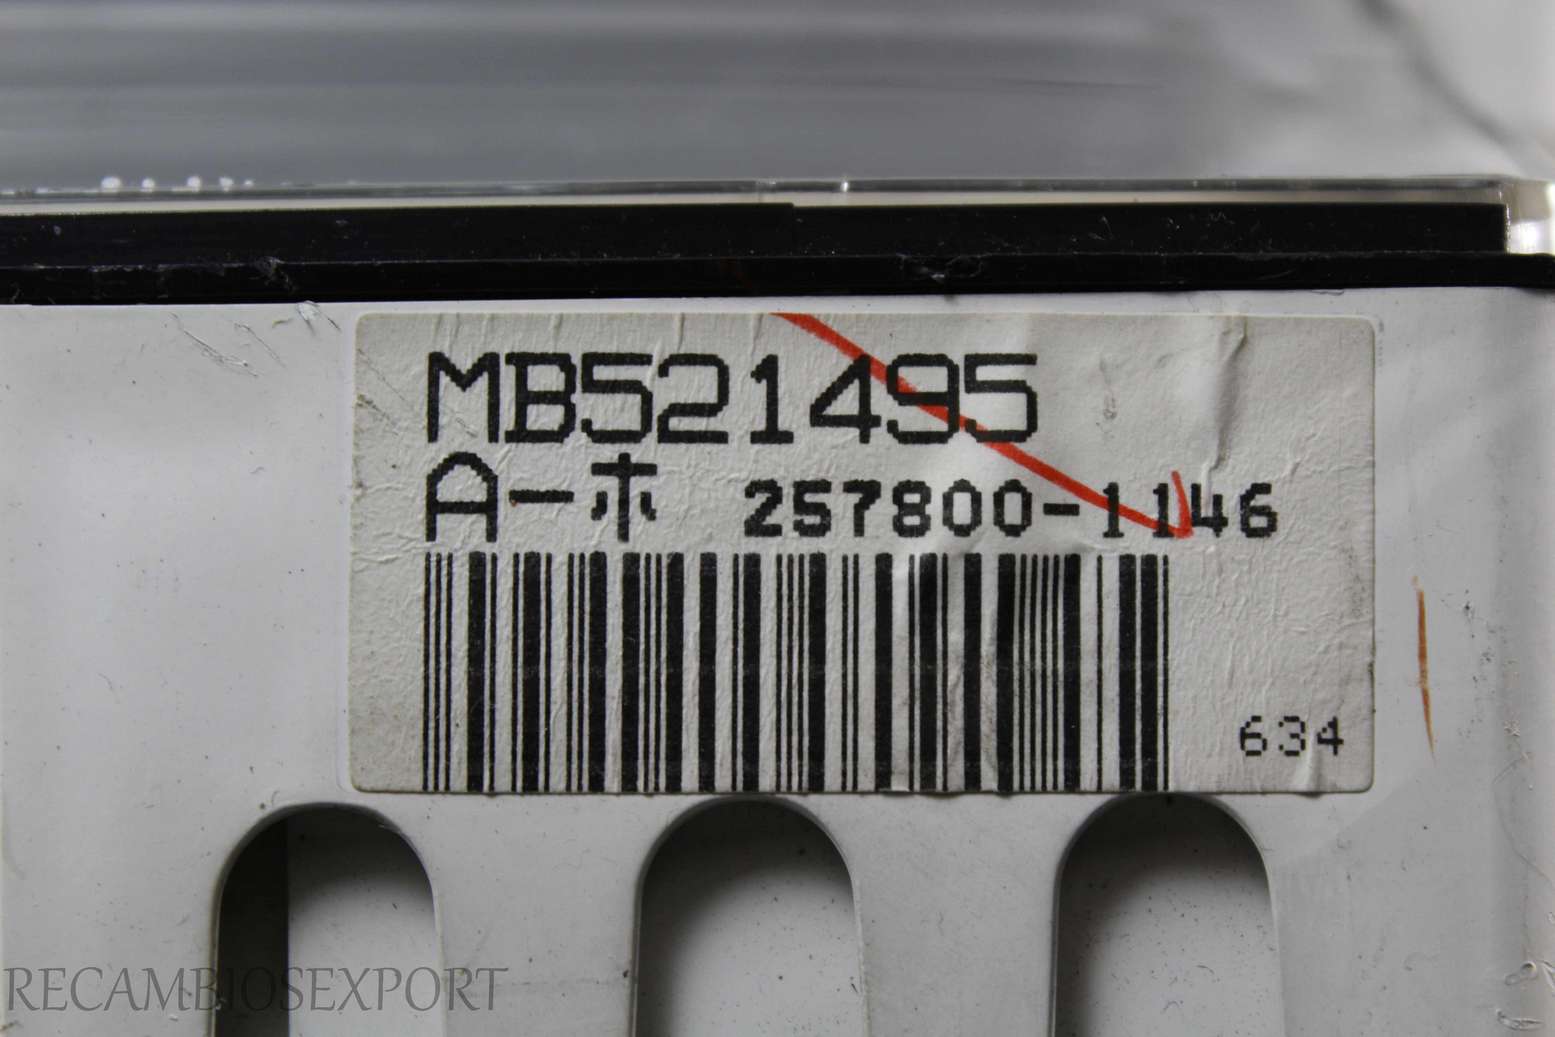 MB521495
A-ホ 257800-1146
634
RECAMBIOSEXPORT